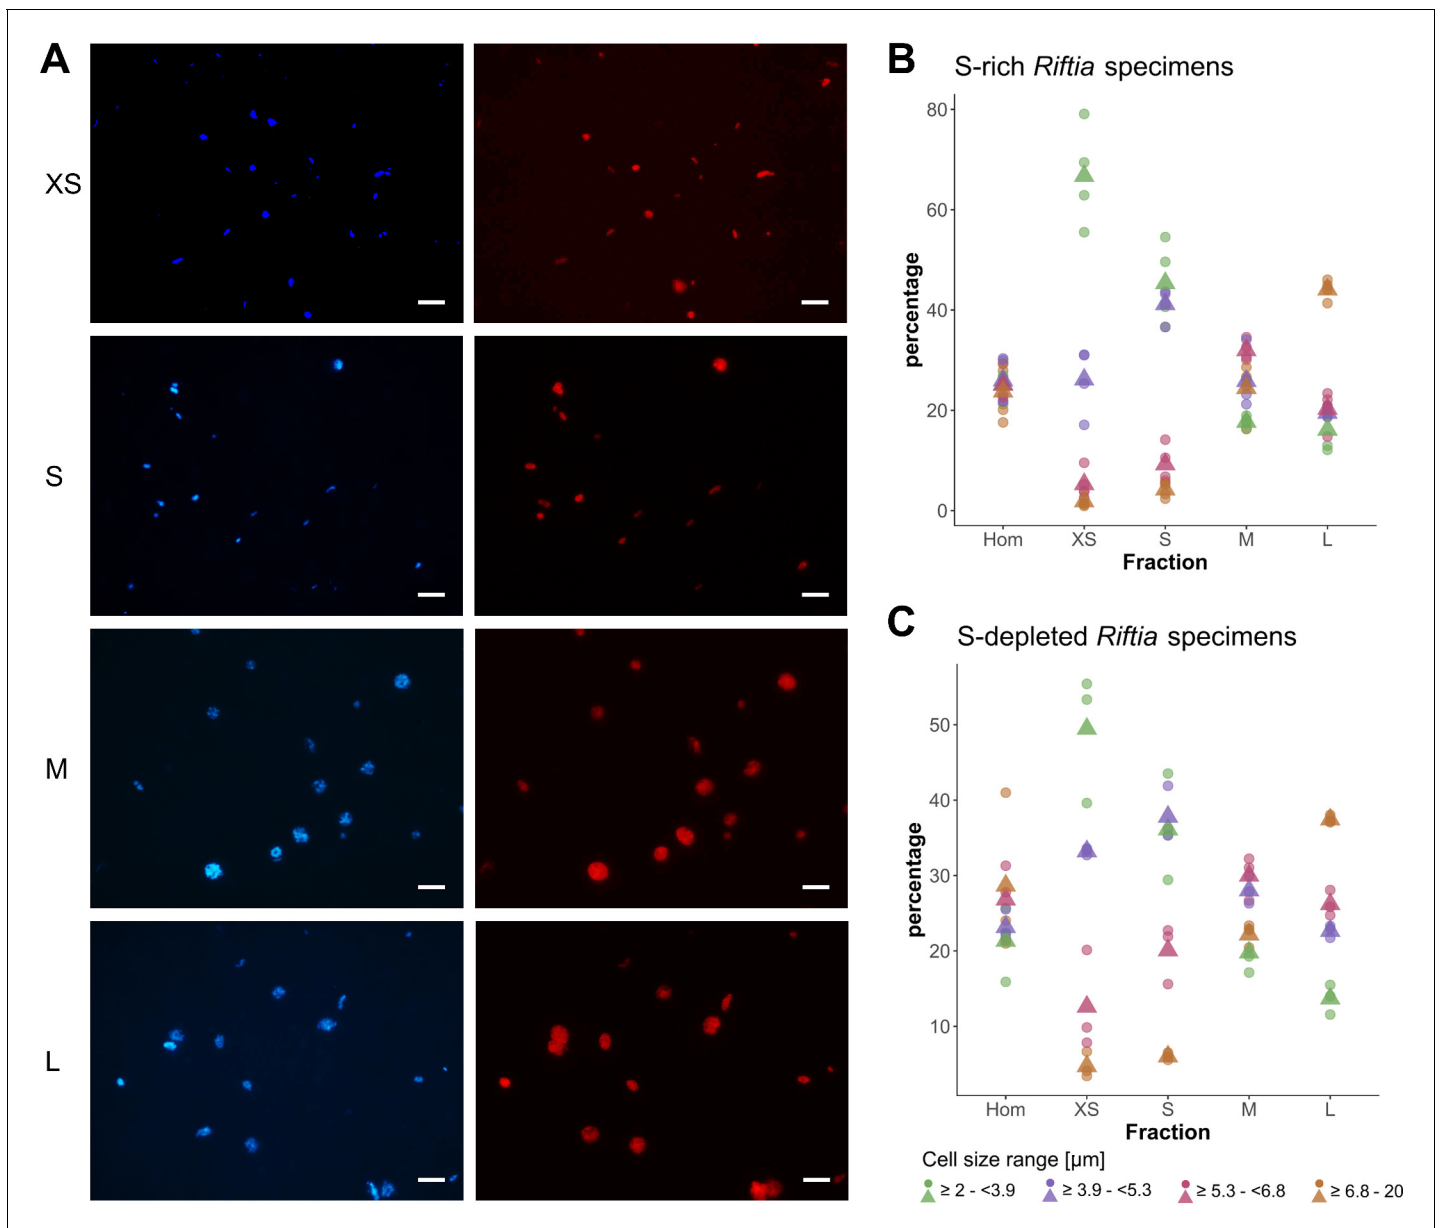 A
XS
S
M
L
B
S-rich Riftia specimens
percentage
80
60
40
20
0
Hom XS S M L
Fraction
C
S-depleted Riftia specimens
percentage
50
40
30
20
10
Hom XS S M L
Fraction
Cell size range [µm]
≥ 2 - <3.9 ≥ 3.9 - <5.3 ≥ 5.3 - <6.8 ≥ 6.8 - 20